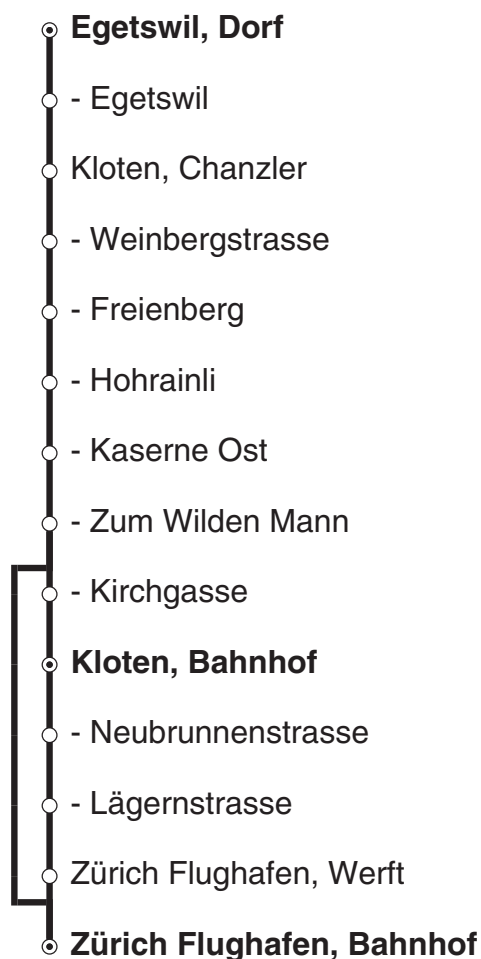 Egetswil, Dorf
- Egetswil
Kloten, Chanzler
- Weinbergstrasse
- Freienberg
- Hohrainli
- Kaserne Ost
- Zum Wilden Mann
- Kirchgasse
Kloten, Bahnhof
- Neubrunnenstrasse
- Lägernstrasse
Zürich Flughafen, Werft
Zürich Flughafen, Bahnhof